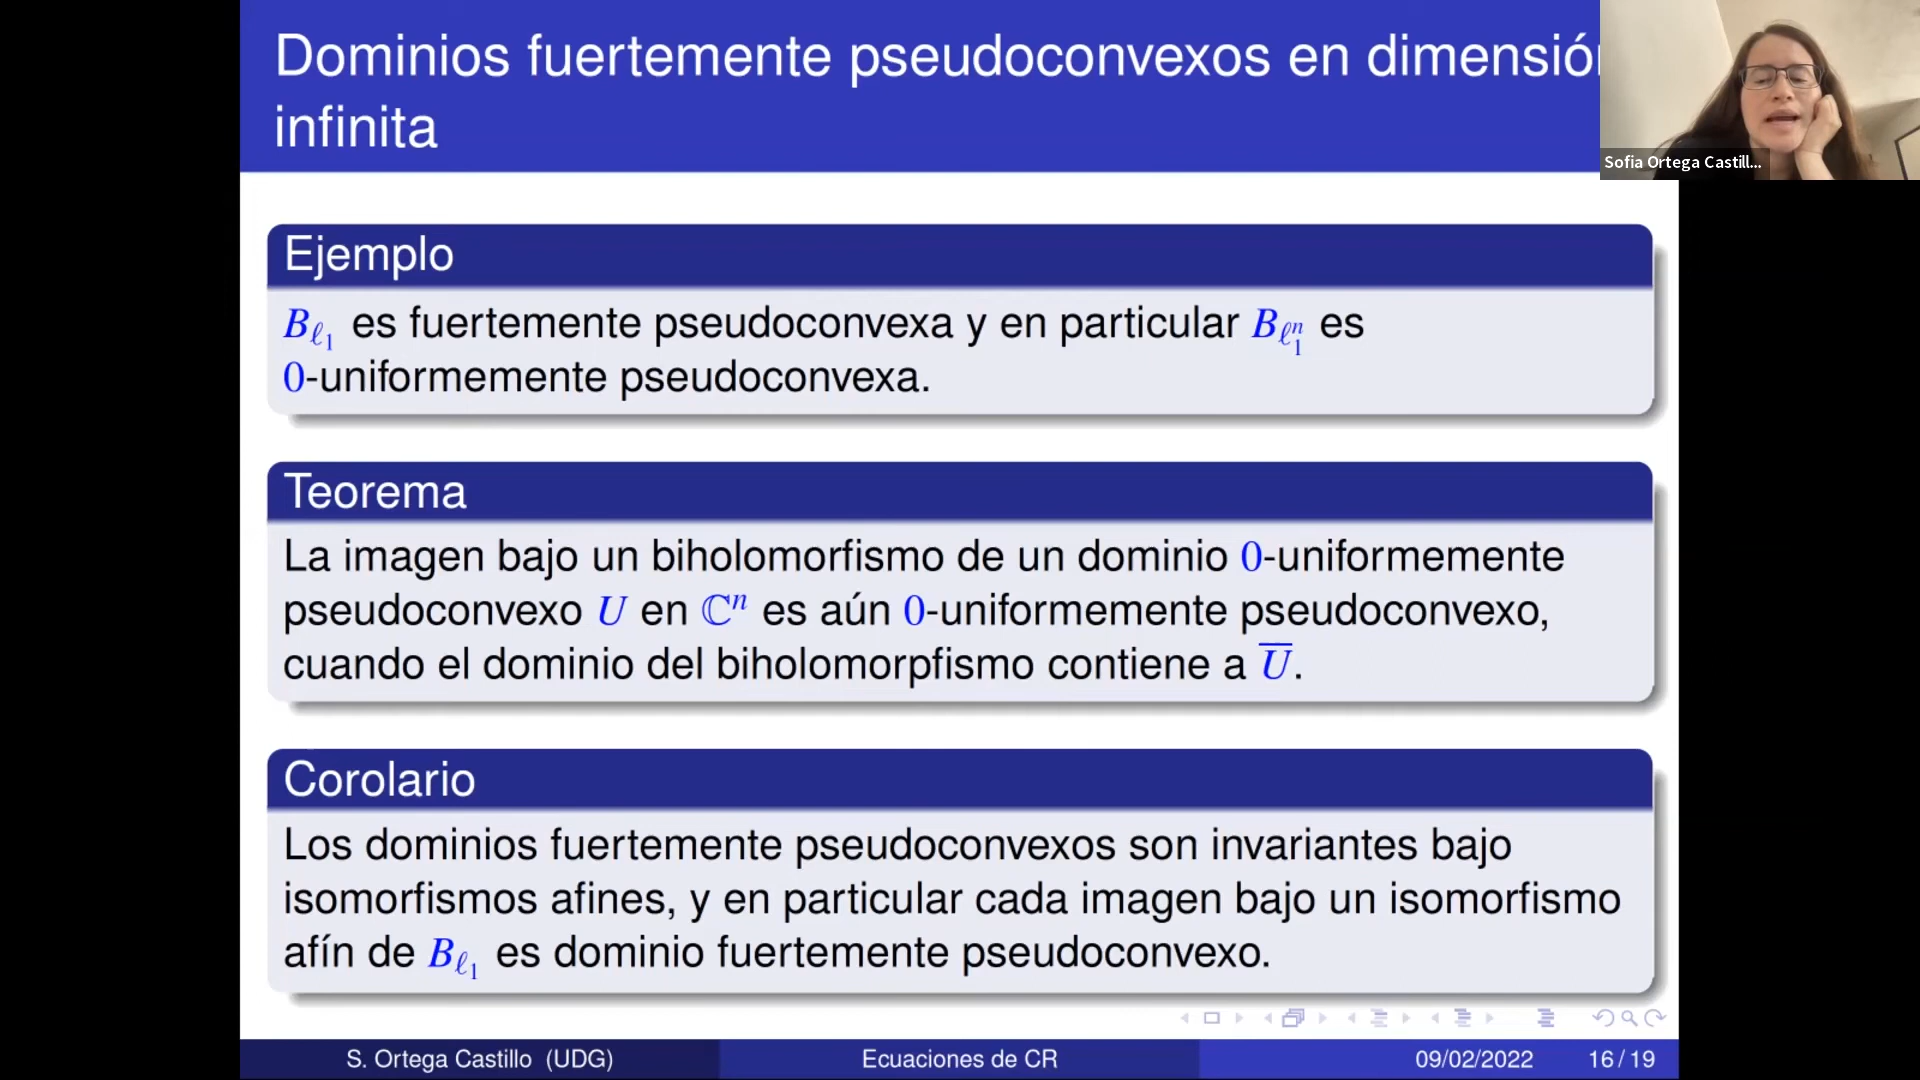 Dominios fuertemente pseudoconvexos en dimensión
infinita
Sofia Ortega Castill...
Ejemplo
B_{ℓ_1} es fuertemente pseudoconvexa y en particular B_{ℓ_1^n} es
0-uniformemente pseudoconvexa.
Teorema
La imagen bajo un biholomorfismo de un dominio 0-uniformemente
pseudoconvexo U en ℂ^n es aún 0-uniformemente pseudoconvexo,
cuando el dominio del biholomorpfismo contiene a \overline{U}.
Corolario
Los dominios fuertemente pseudoconvexos son invariantes bajo
isomorfismos afines, y en particular cada imagen bajo un isomorfismo
afín de B_{ℓ_1} es dominio fuertemente pseudoconvexo.
S. Ortega Castillo (UDG) Ecuaciones de CR 09/02/2022 16 / 19